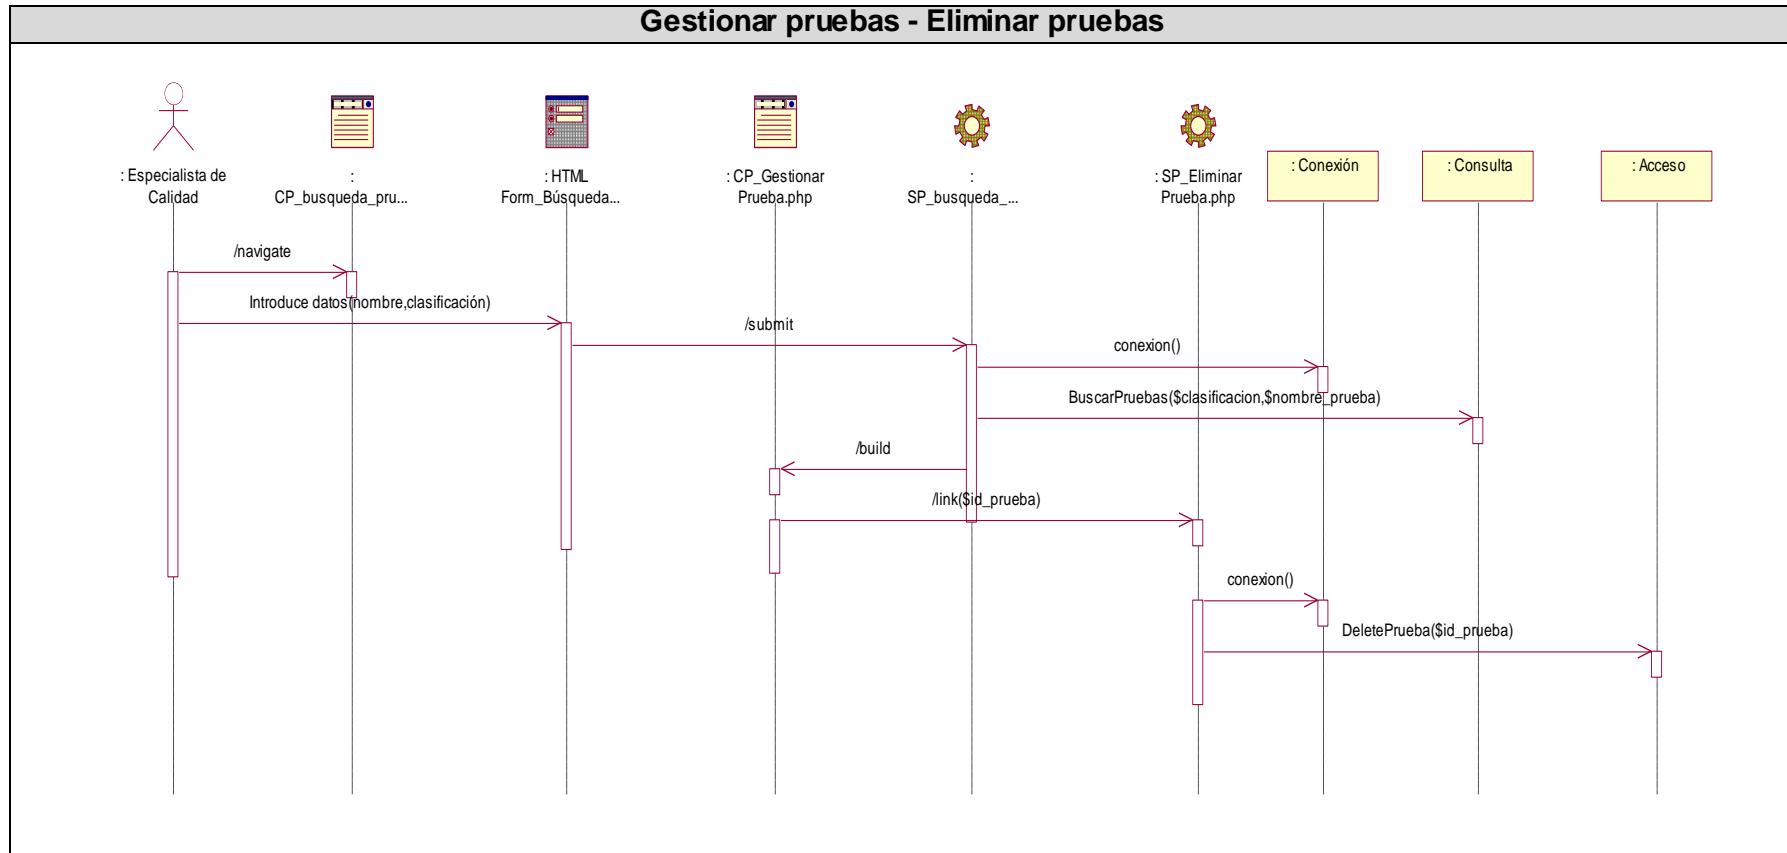 Gestionar pruebas - Eliminar pruebas
: Especialista de
Calidad
:
CP_busqueda_pru...
: HTML
Form_Búsqueda...
: CP_Gestionar
Prueba.php
:
SP_busqueda_...
: SP_Eliminar
Prueba.php
: Conexión
: Consulta
: Acceso
/navigate
Introduce datos(nombre,clasificación)
/submit
conexion()
BuscarPruebas($clasificacion,$nombre_prueba)
/build
/link($id_prueba)
conexion()
DeletePrueba($id_prueba)